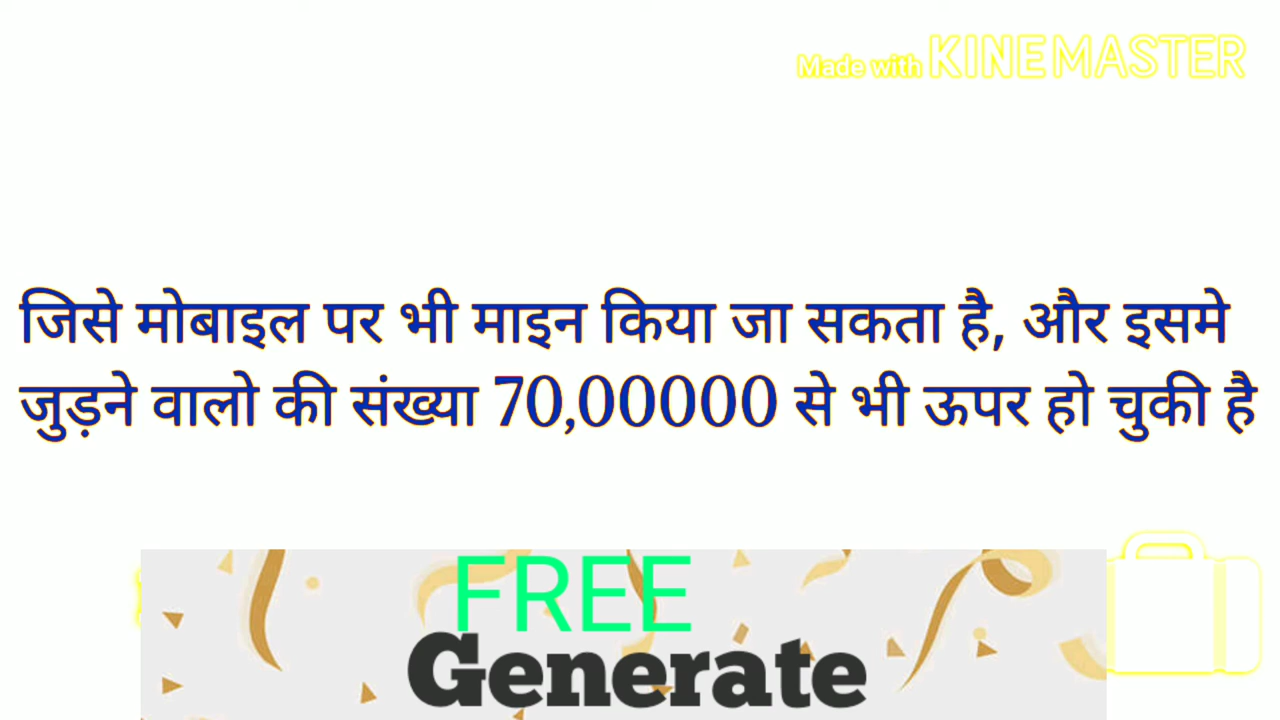 Made with KINEMASTER
जिसे मोबाइल पर भी माइन किया जा सकता है, और इसमे
जुड़ने वालो की संख्या 70,00000 से भी ऊपर हो चुकी है
FREE
Generate